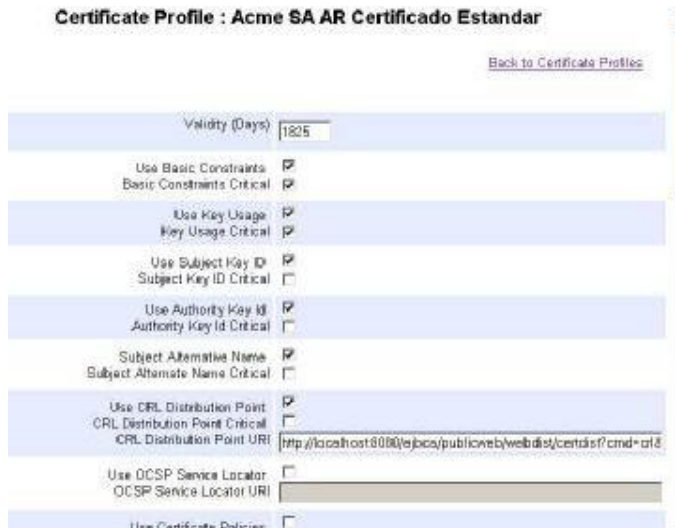 Certificate Profile : Acme SA AR Certificado Estandar
Back to Certificate Profiles
Validity (Days) 1825
Use Basic Constraints
Basic Constraints Critical
Use Key Usage
Key Usage Critical
Use Subject Key ID
Subject Key ID Critical
Use Authority Key Id
Authority Key Id Critical
Subject Alternative Name
Subject Alternate Name Critical
Use CRL Distribution Point
CRL Distribution Point Critical
CRL Distribution Point URI http://localhost:8080/ejbca/publicweb/webdist/certdist?cmd=crl&
Use OCSP Service Locator
OCSP Service Locator URI
Use Certificate Policies